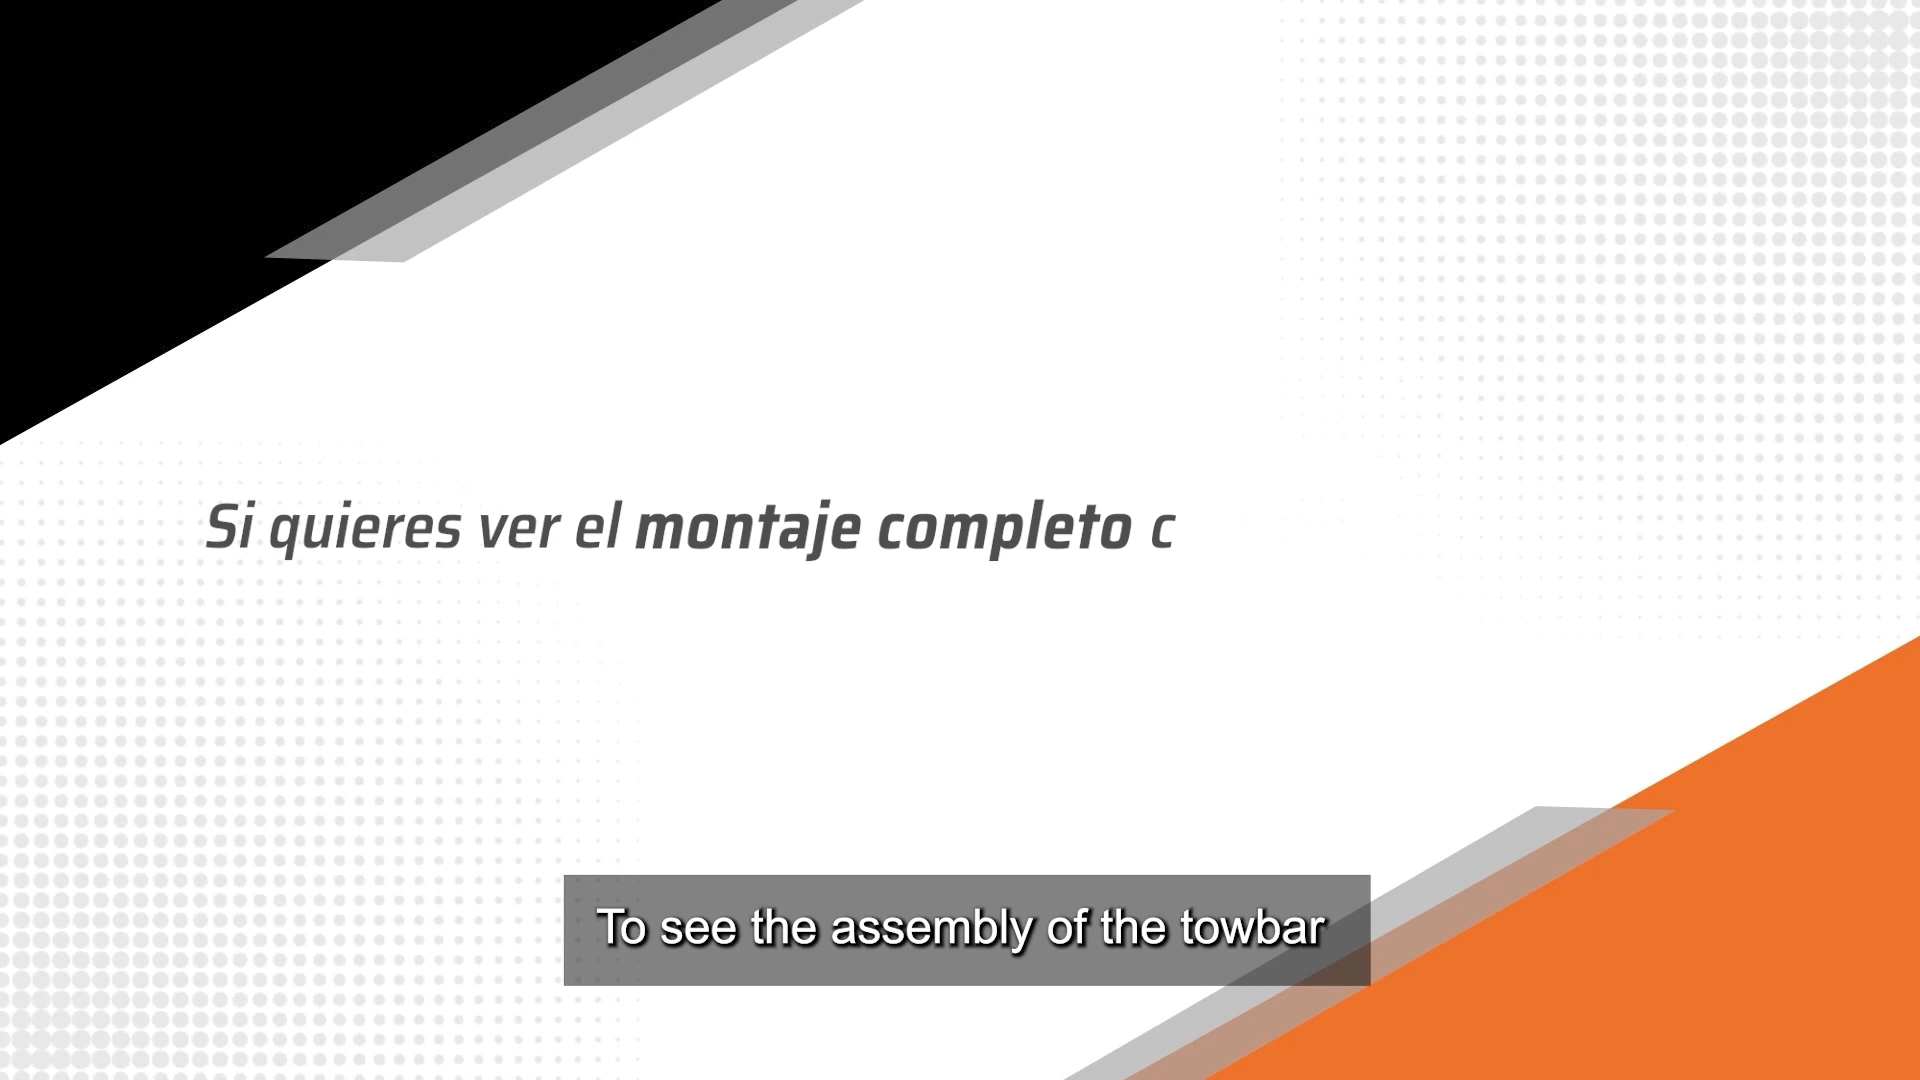 Si quieres ver el montaje completo c
To see the assembly of the towbar